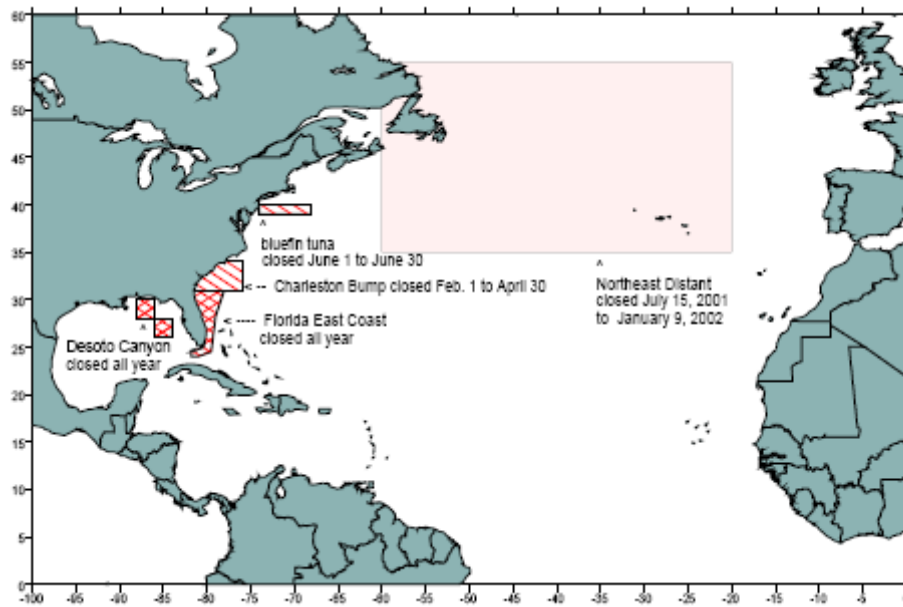 60
55
50
45
40
35
30
25
20
15
10
5
0
^
bluefin tuna
closed June 1 to June 30
<-- Charleston Bump closed Feb. 1 to April 30
<---- Florida East Coast
closed all year
^
Desoto Canyon
closed all year
^
Northeast Distant
closed July 15, 2001
to January 9, 2002
-100 -95 -90 -85 -80 -75 -70 -65 -60 -55 -50 -45 -40 -35 -30 -25 -20 -15 -10 -5 0